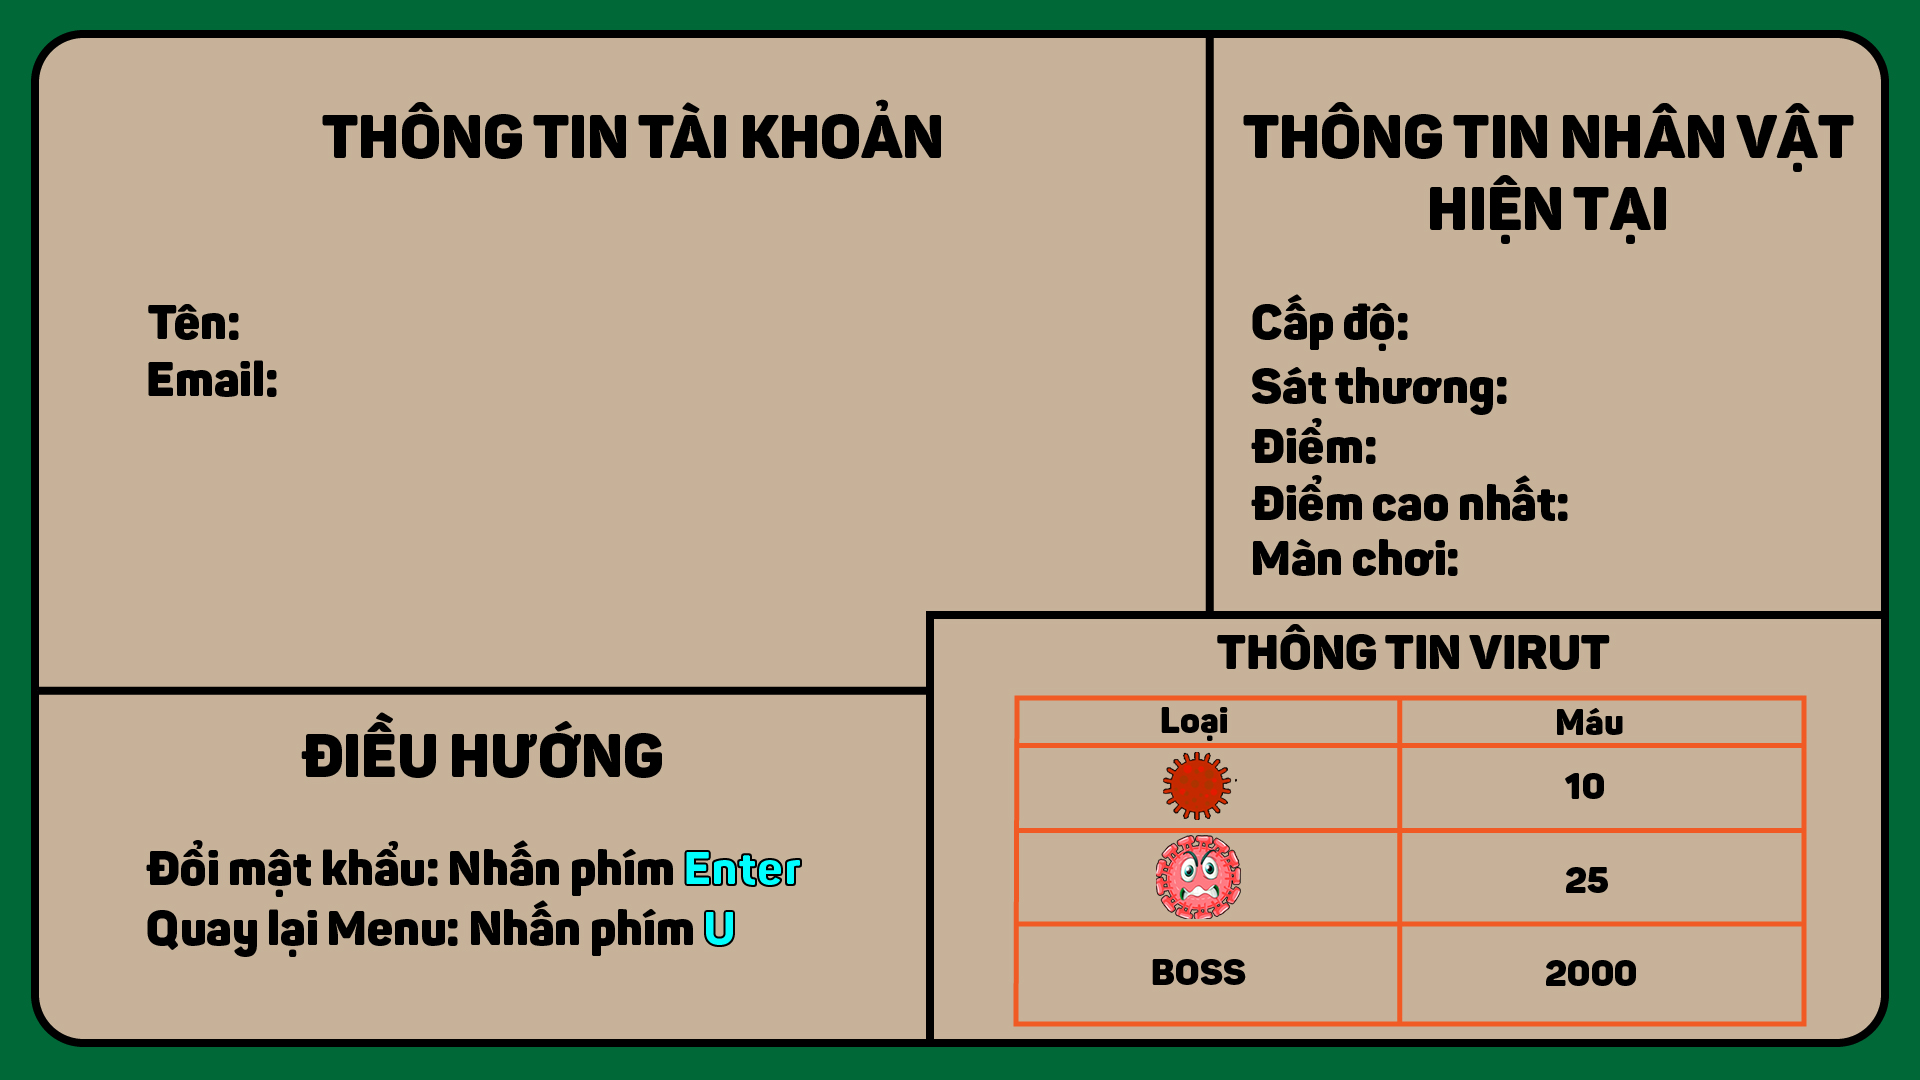 THÔNG TIN TÀI KHOẢN
Tên:
Email:
THÔNG TIN NHÂN VẬT
HIỆN TẠI
Cấp độ:
Sát thương:
Điểm:
Điểm cao nhất:
Màn chơi:
ĐIỀU HƯỚNG
Đổi mật khẩu: Nhấn phím Enter
Quay lại Menu: Nhấn phím U
THÔNG TIN VIRUT
Loại Máu
10
25
BOSS 2000